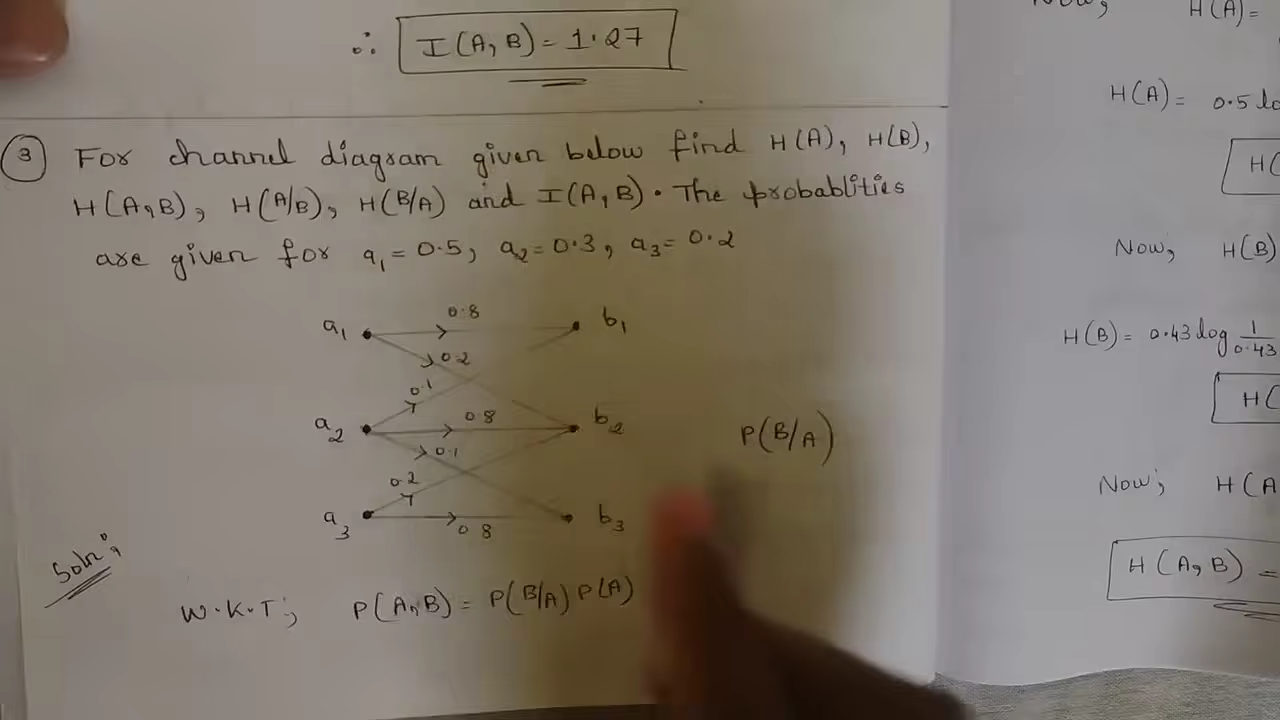 ∴ I(A,B) = 1.27
3 For channel diagram given below find H(A), H(B),
H(A,B), H(A/B), H(B/A) and I(A,B). The probablities
are given for a₁ = 0.5, a₂ = 0.3, a₃ = 0.2
a₁ 0.8 b₁
0.2
0.1
a₂ 0.8 b₂
0.1
0.2
a₃ 0.8 b₃
P(B/A)
Soln:
W.K.T; P(A,B) = P(B/A) P(A)
Now, H(A) =
H(A) = 0.5
Now; H(B)
H(B) = 0.43 log 1/0.43
Now; H(A
H(A,B) =